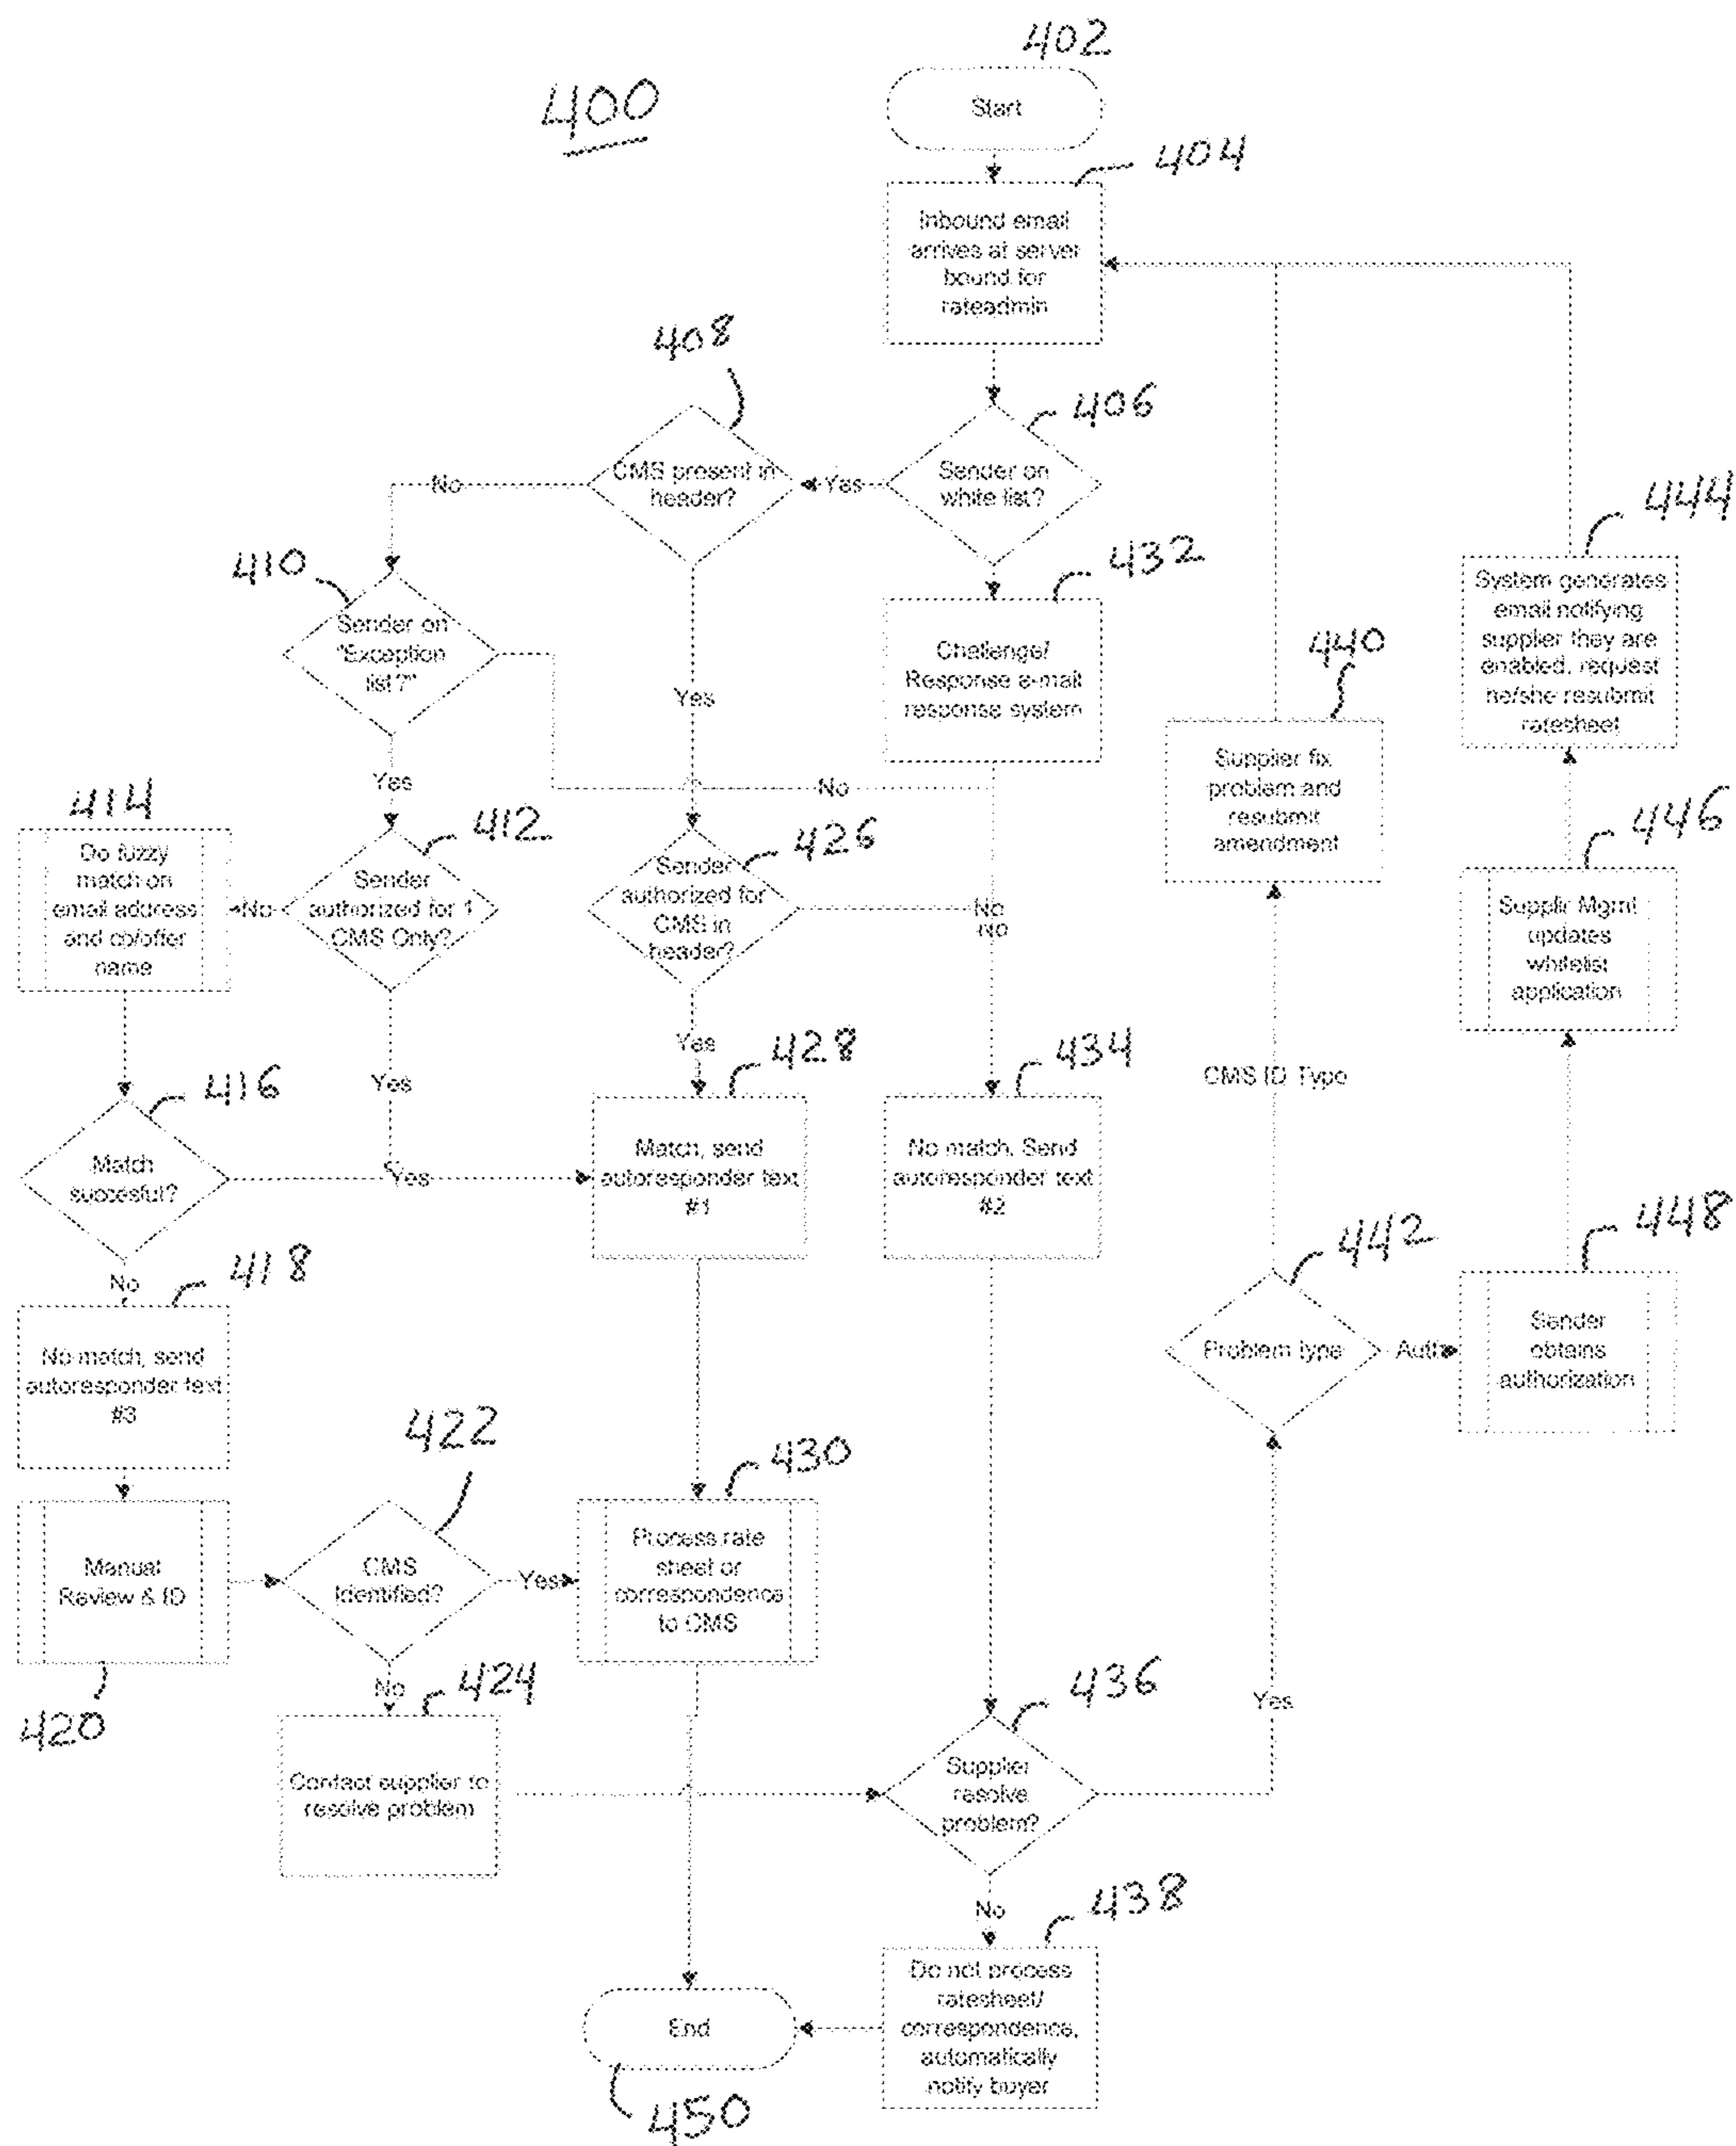 402
400
Start
404
Inbound email
arrives at server
bound for
rateadmin
408
406
CMS present in
header?
No
Yes
Sender on
white list?
444
410
432
System generates
email notifying
supplier they are
enabled, request
he/she resubmit
ratesheet
Sender on
"Exception
list?"
Challenge/
Response e-mail
response system
440
Yes
Supplier fix
problem and
resubmit
amendment
Yes
No
414
412
426
446
Do fuzzy
match on
email address
and co/offer
name
No
Sender
authorized for 1
CMS Only?
Sender
authorized for
CMS in
header?
No
no
Supplir Mgmt
updates
whitelist
application
Yes
428
434
416
Yes
CMS ID Type
Match
succesful?
Yes
Match, send
autoresponder text
#1
No match. Send
autoresponder text
#2
448
442
418
No
No match, send
autoresponder text
#3
Problem type
Auth
Sender
obtains
authorization
422
430
Manual
Review & ID
CMS
Identified?
Yes
Process rate
sheet or
correspondence
to CMS
420
No
424
436
Yes
Contact supplier to
resolve problem
Supplier
resolve
problem?
No
438
End
Do not process
ratesheet/
correspondence,
automatically
notify buyer
450